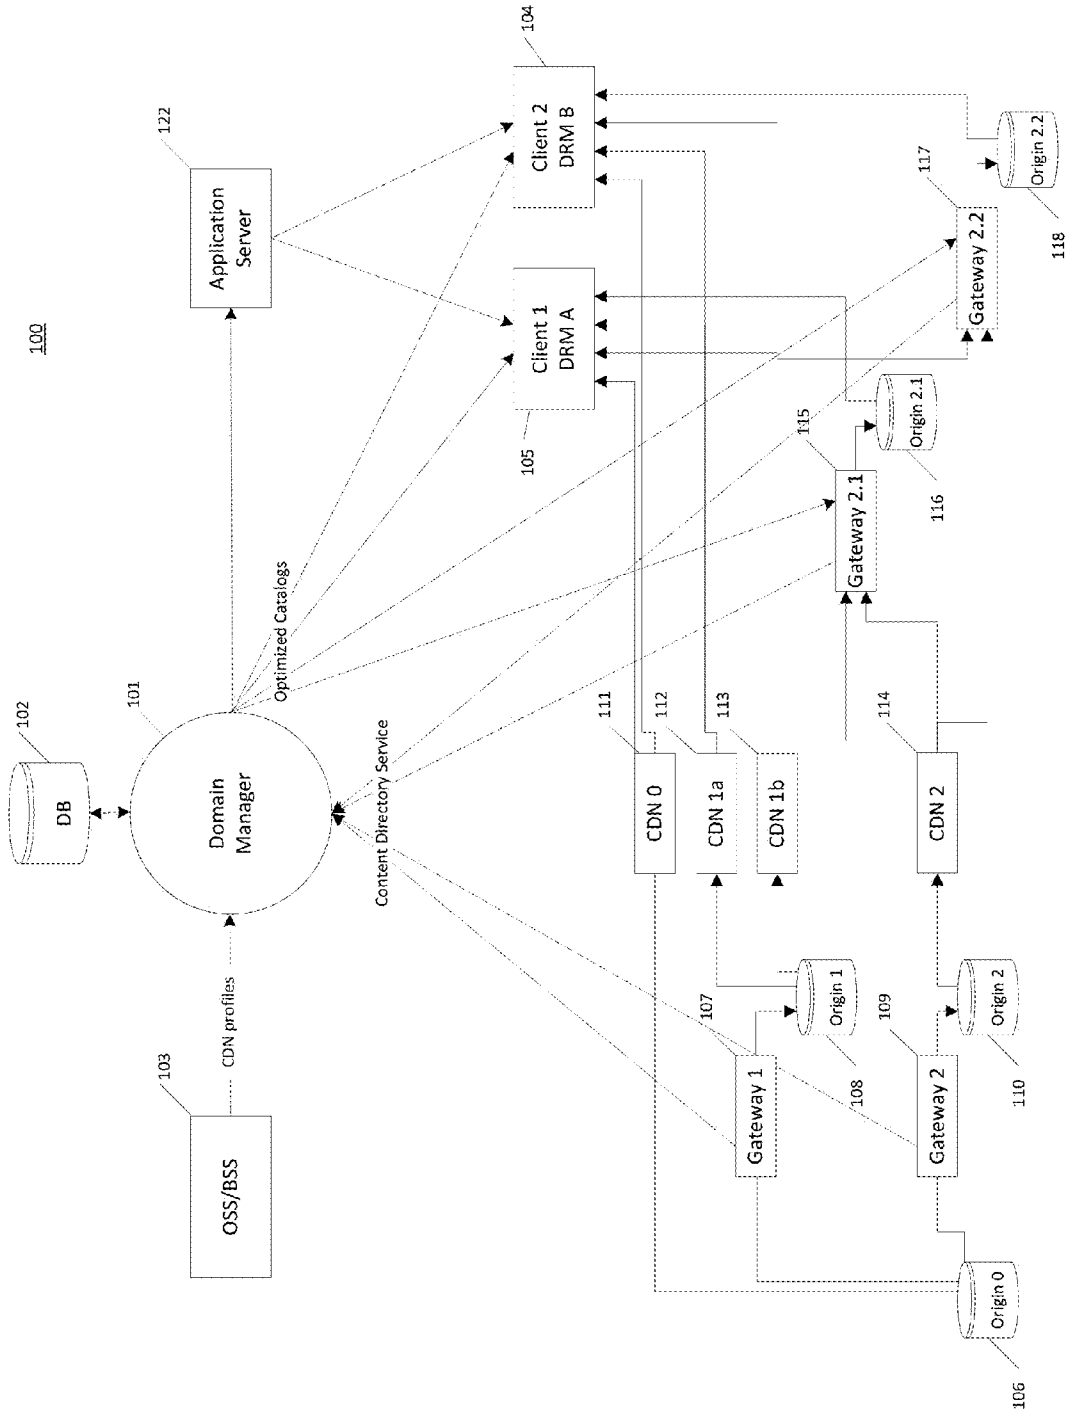 100
102
DB
101
Domain
Manager
103
OSS/BSS
CDN profiles
122
Application
Server
Optimized Catalogs
Content Directory Service
104
Client 2
DRM B
105
Client 1
DRM A
111
CDN 0
112
CDN 1a
113
CDN 1b
114
CDN 2
107
Gateway 1
108
Origin 1
109
Gateway 2
110
Origin 2
106
Origin 0
115
Gateway 2.1
116
Origin 2.1
117
Gateway 2.2
118
Origin 2.2